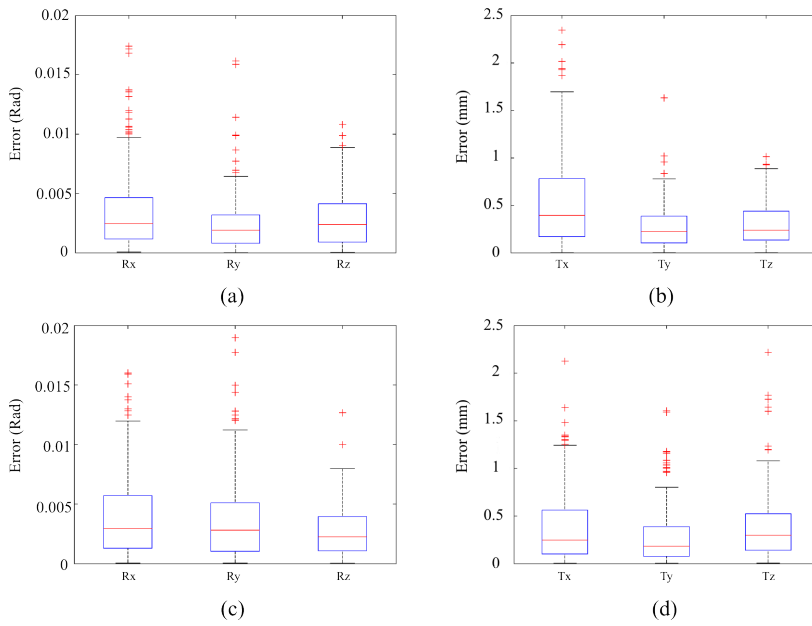 0.02
0.015
0.01
0.005
0
Error (Rad)
Rx Ry Rz
(a)
2.5
2
1.5
1
0.5
0
Error (mm)
Tx Ty Tz
(b)
0.02
0.015
0.01
0.005
0
Error (Rad)
Rx Ry Rz
(c)
2.5
2
1.5
1
0.5
0
Error (mm)
Tx Ty Tz
(d)